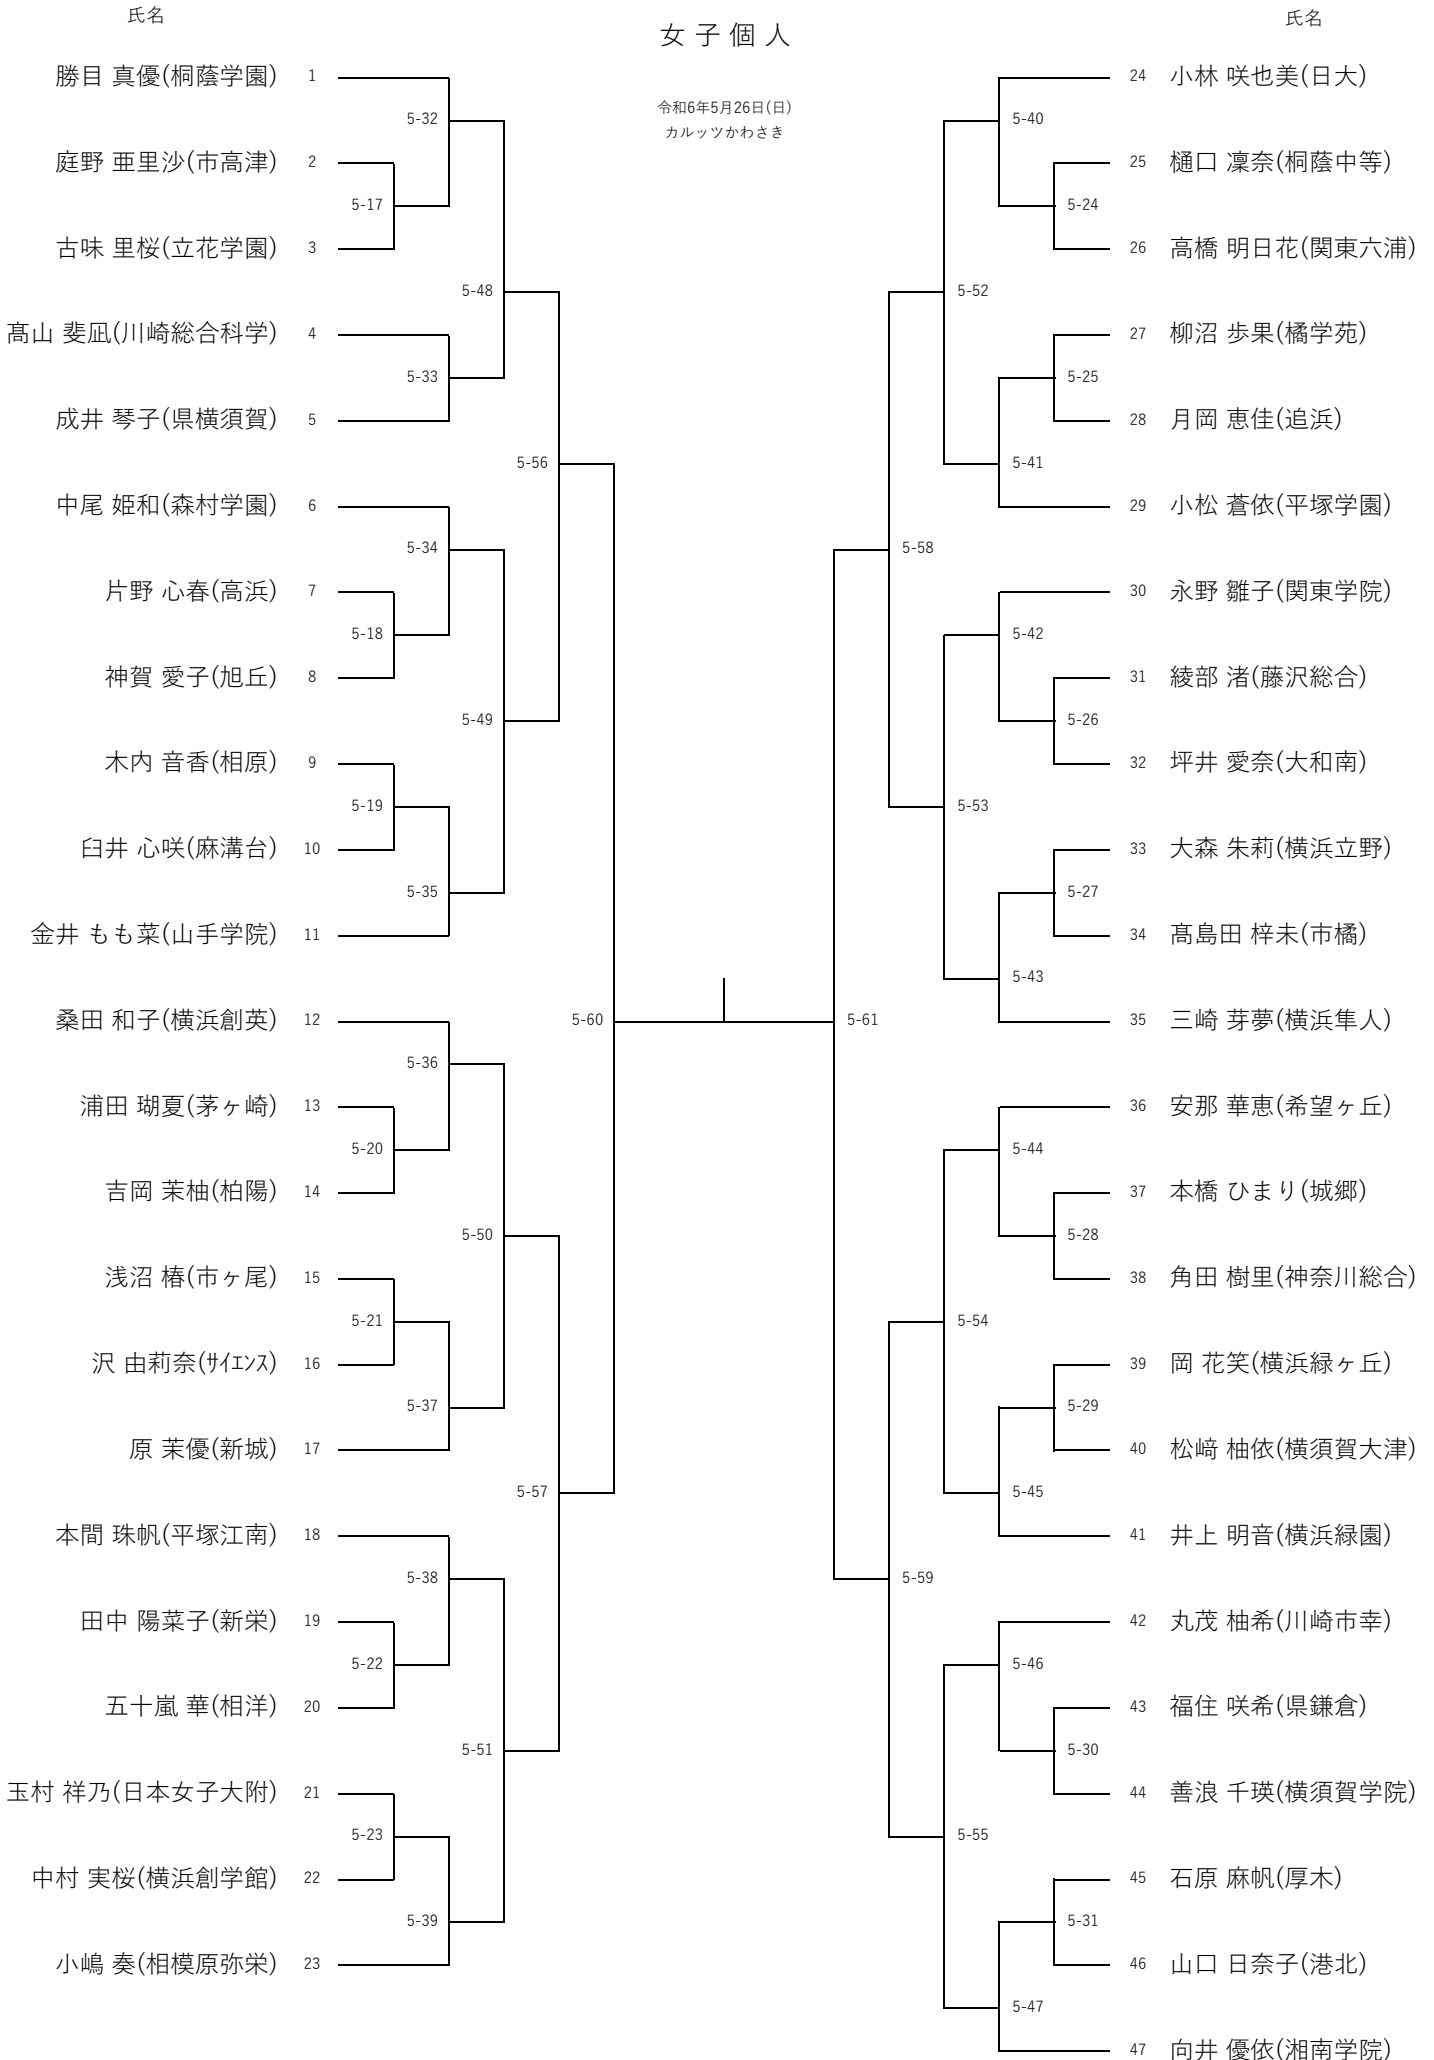 氏名
女子個人
氏名
令和6年5月26日(日)
カルッツかわさき
勝目 真優(桐蔭学園) 1
5-32
庭野 亜里沙(市高津) 2
5-17
古味 里桜(立花学園) 3
5-48
髙山 斐凪(川崎総合科学) 4
5-33
成井 琴子(県横須賀) 5
5-56
中尾 姫和(森村学園) 6
5-34
片野 心春(高浜) 7
5-18
神賀 愛子(旭丘) 8
5-49
木内 音香(相原) 9
5-19
臼井 心咲(麻溝台) 10
5-35
金井 もも菜(山手学院) 11
桑田 和子(横浜創英) 12
5-60
5-36
浦田 瑚夏(茅ヶ崎) 13
5-20
吉岡 茉柚(柏陽) 14
5-50
浅沼 椿(市ヶ尾) 15
5-21
沢 由莉奈(ｻｲｴﾝｽ) 16
5-37
原 茉優(新城) 17
5-57
本間 珠帆(平塚江南) 18
5-38
田中 陽菜子(新栄) 19
5-22
五十嵐 華(相洋) 20
5-51
玉村 祥乃(日本女子大附) 21
5-23
中村 実桜(横浜創学館) 22
5-39
小嶋 奏(相模原弥栄) 23
24 小林 咲也美(日大)
5-40
25 樋口 凜奈(桐蔭中等)
5-24
26 高橋 明日花(関東六浦)
5-52
27 柳沼 歩果(橘学苑)
5-25
28 月岡 恵佳(追浜)
5-41
29 小松 蒼依(平塚学園)
5-58
30 永野 雛子(関東学院)
5-42
31 綾部 渚(藤沢総合)
5-26
32 坪井 愛奈(大和南)
5-53
33 大森 朱莉(横浜立野)
5-27
34 髙島田 梓未(市橘)
5-43
5-61
35 三崎 芽夢(横浜隼人)
36 安那 華恵(希望ヶ丘)
5-44
37 本橋 ひまり(城郷)
5-28
38 角田 樹里(神奈川総合)
5-54
39 岡 花笑(横浜緑ヶ丘)
5-29
40 松﨑 柚依(横須賀大津)
5-45
41 井上 明音(横浜緑園)
5-59
42 丸茂 柚希(川崎市幸)
5-46
43 福住 咲希(県鎌倉)
5-30
44 善浪 千瑛(横須賀学院)
5-55
45 石原 麻帆(厚木)
5-31
46 山口 日奈子(港北)
5-47
47 向井 優依(湘南学院)